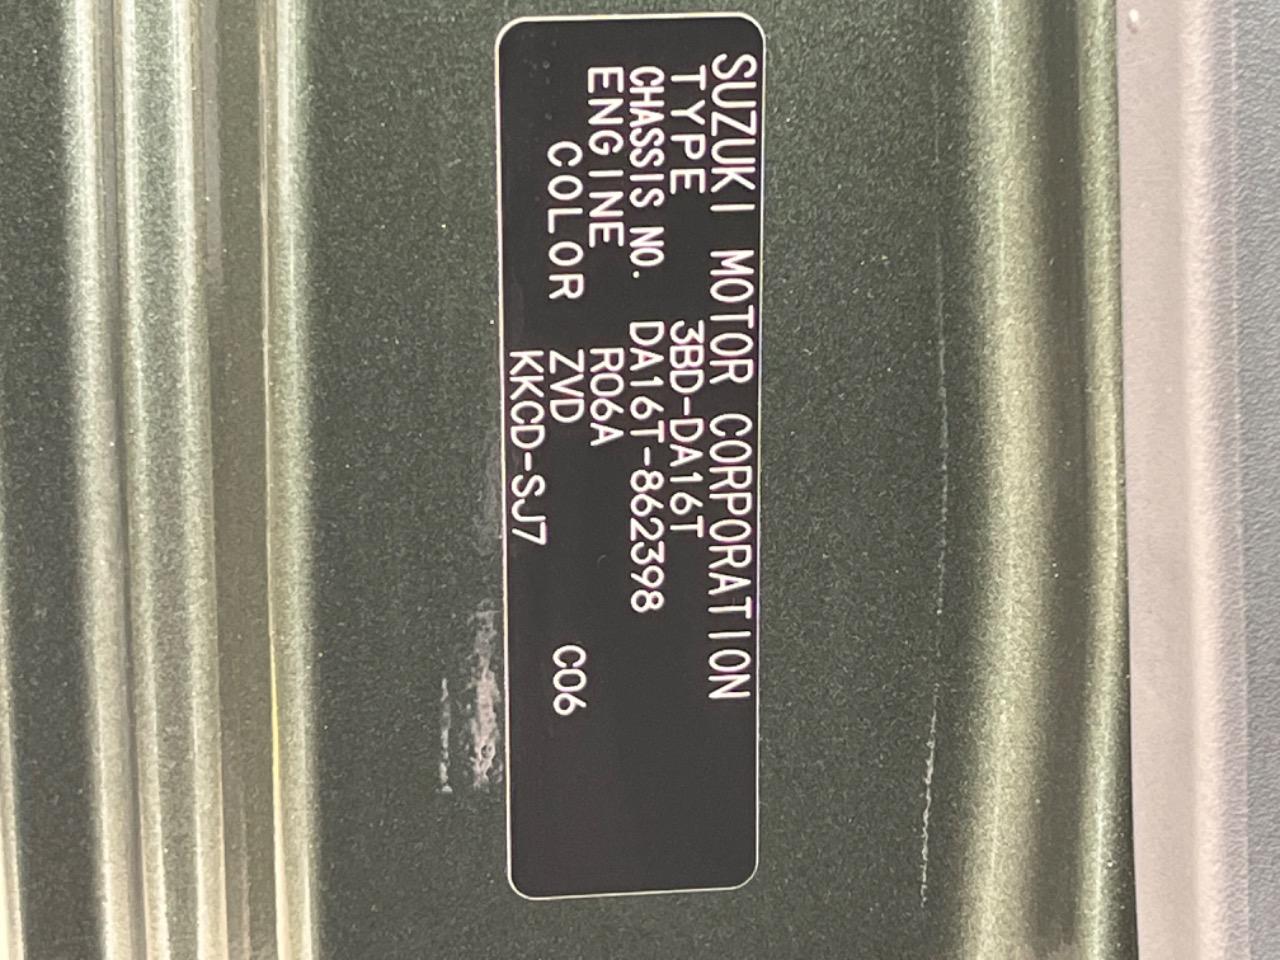 SUZUKI MOTOR CORPORATION
TYPE 3BD-DA16T
CHASSIS NO. DA16T-862398
ENGINE R06A
COLOR ZVD C06
KKCD-SJ7